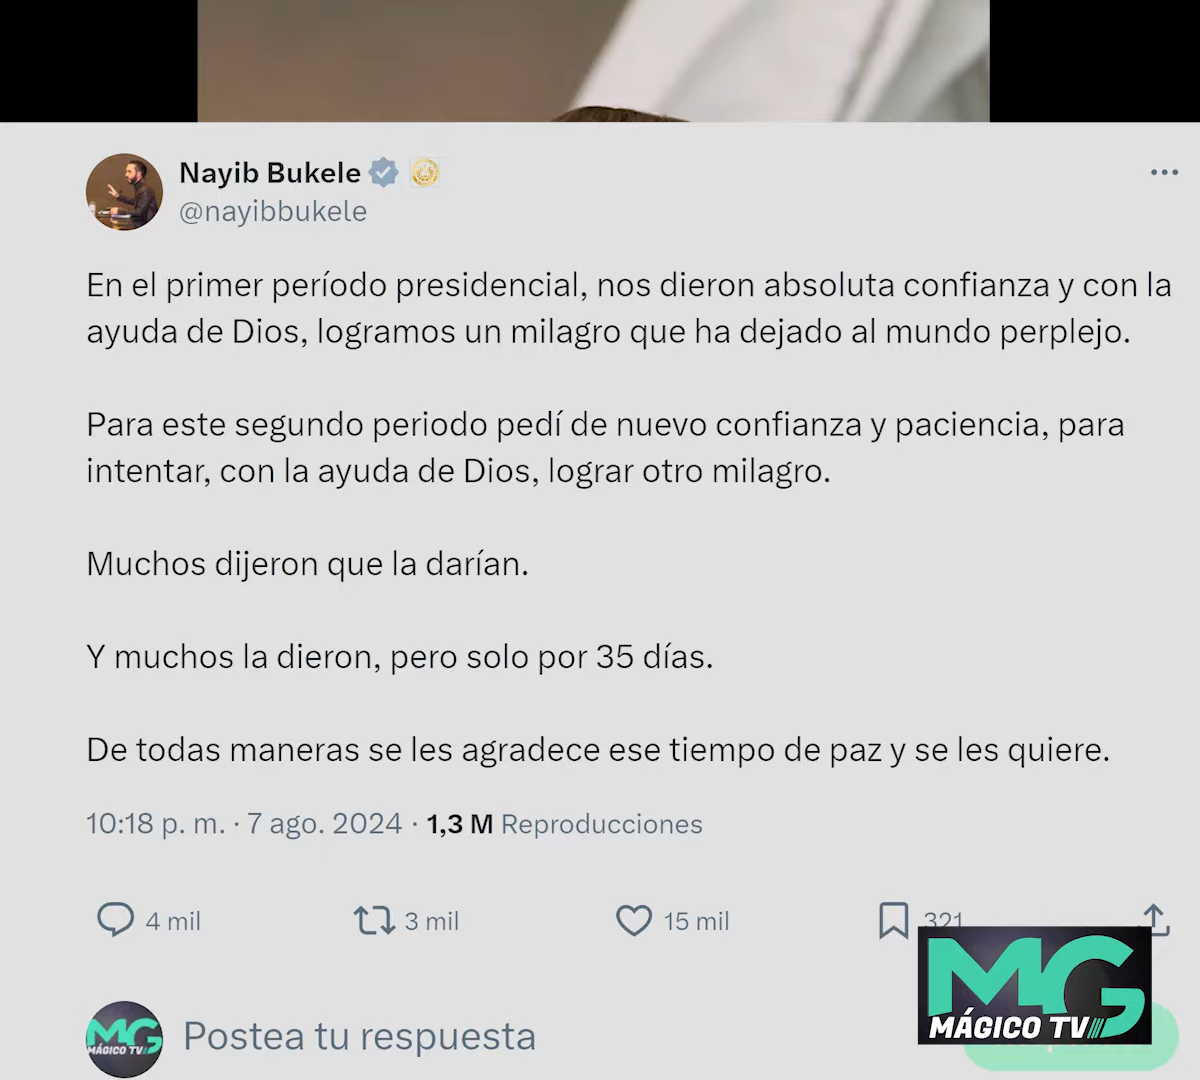 Nayib Bukele
@nayibbukele
En el primer período presidencial, nos dieron absoluta confianza y con la
ayuda de Dios, logramos un milagro que ha dejado al mundo perplejo.
Para este segundo periodo pedí de nuevo confianza y paciencia, para
intentar, con la ayuda de Dios, lograr otro milagro.
Muchos dijeron que la darían.
Y muchos la dieron, pero solo por 35 días.
De todas maneras se les agradece ese tiempo de paz y se les quiere.
10:18 p. m. · 7 ago. 2024 · 1,3 M Reproducciones
4 mil 3 mil 15 mil 321
MG
MÁGICO TV
MG
MÁGICO TV
Postea tu respuesta